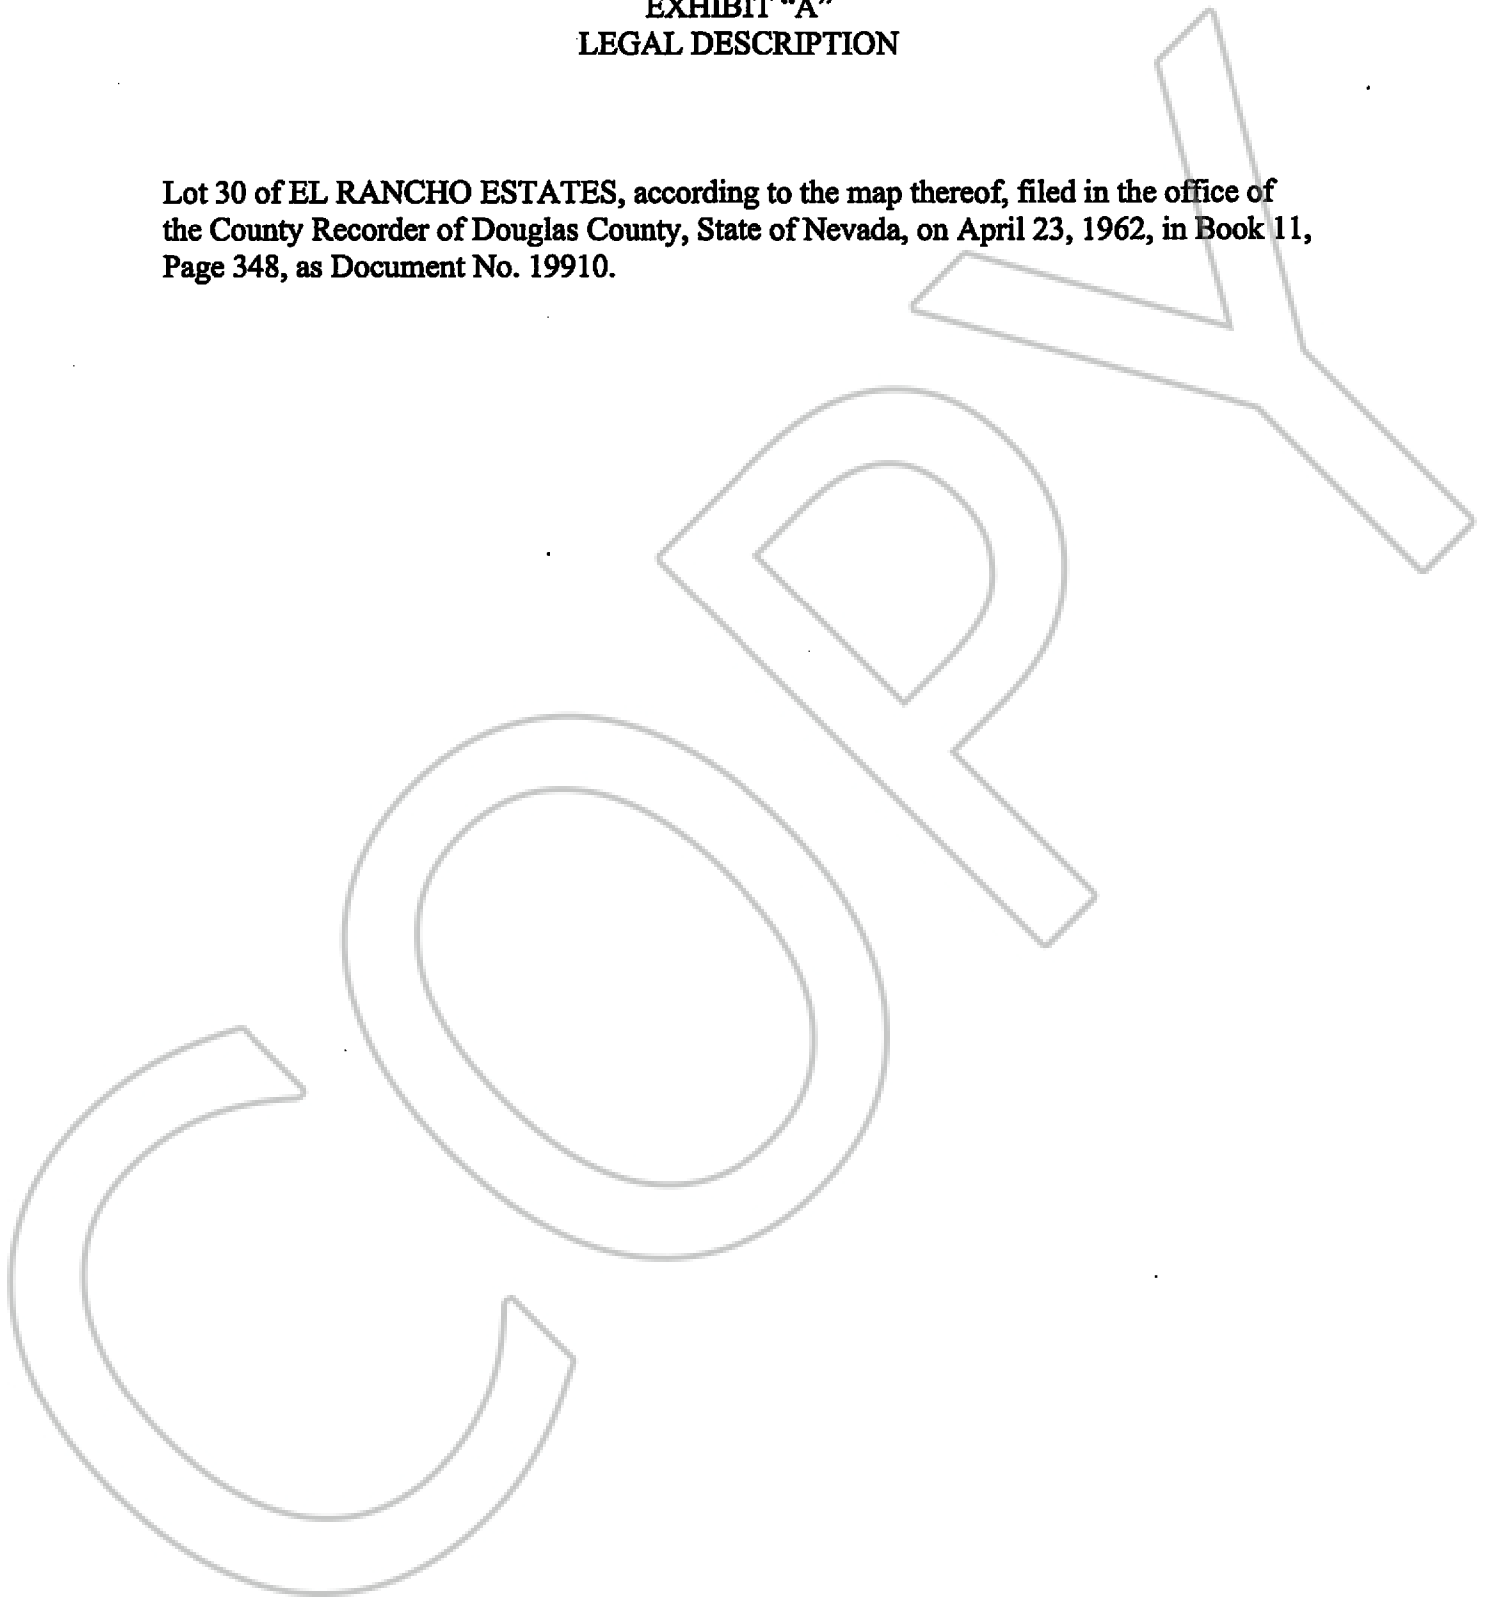 EXHIBIT “A”
LEGAL DESCRIPTION
Lot 30 of EL RANCHO ESTATES, according to the map thereof, filed in the office of
the County Recorder of Douglas County, State of Nevada, on April 23, 1962, in Book 11,
Page 348, as Document No. 19910.
COPY